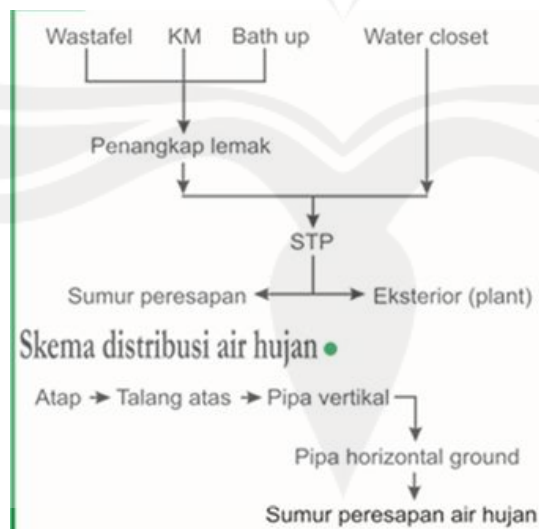 Wastafel KM Bath up Water closet
Penangkap lemak
STP
Sumur peresapan Eksterior (plant)
Skema distribusi air hujan
Atap Talang atas Pipa vertikal
Pipa horizontal ground
Sumur peresapan air hujan